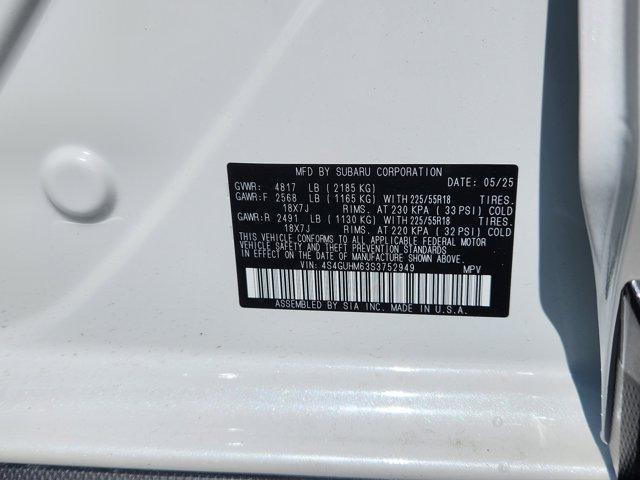 MFD BY SUBARU CORPORATION
GVWR: 4817 LB (2185 KG) DATE: 05/25
GAWR:F 2568 LB (1165 KG) WITH 225/55R18 TIRES.
18X7J RIMS. AT 230 KPA (33 PSI) COLD
GAWR:R 2491 LB (1130 KG) WITH 225/55R18 TIRES.
18X7J RIMS. AT 220 KPA (32 PSI) COLD
THIS VEHICLE CONFORMS TO ALL APPLICABLE FEDERAL MOTOR
VEHICLE SAFETY AND THEFT PREVENTION STANDARDS
IN EFFECT ON THE DATE OF MANUFACTURE SHOWN ABOVE.
VIN: 4S4GUHM63S3752949 MPV
ASSEMBLED BY SIA INC. MADE IN U.S.A.